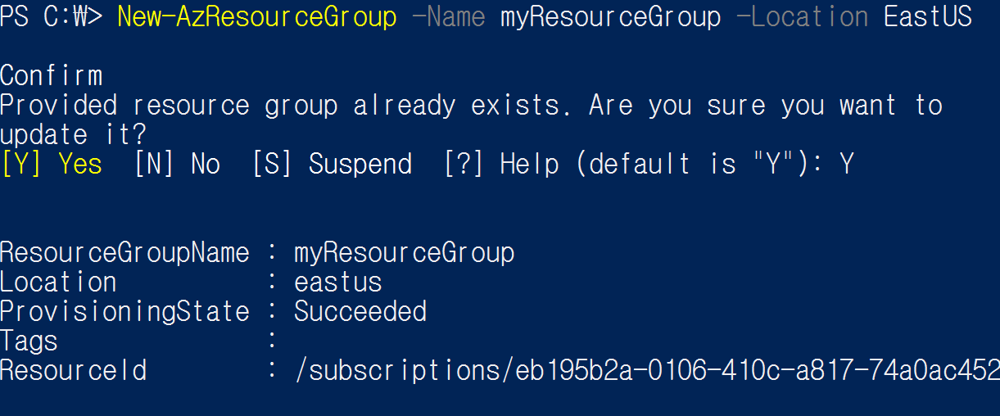 PS C:₩> New-AzResourceGroup -Name myResourceGroup -Location EastUS
Confirm
Provided resource group already exists. Are you sure you want to
update it?
[Y] Yes  [N] No  [S] Suspend  [?] Help (default is "Y"): Y
ResourceGroupName : myResourceGroup
Location          : eastus
ProvisioningState : Succeeded
Tags              :
ResourceId        : /subscriptions/eb195b2a-0106-410c-a817-74a0ac452